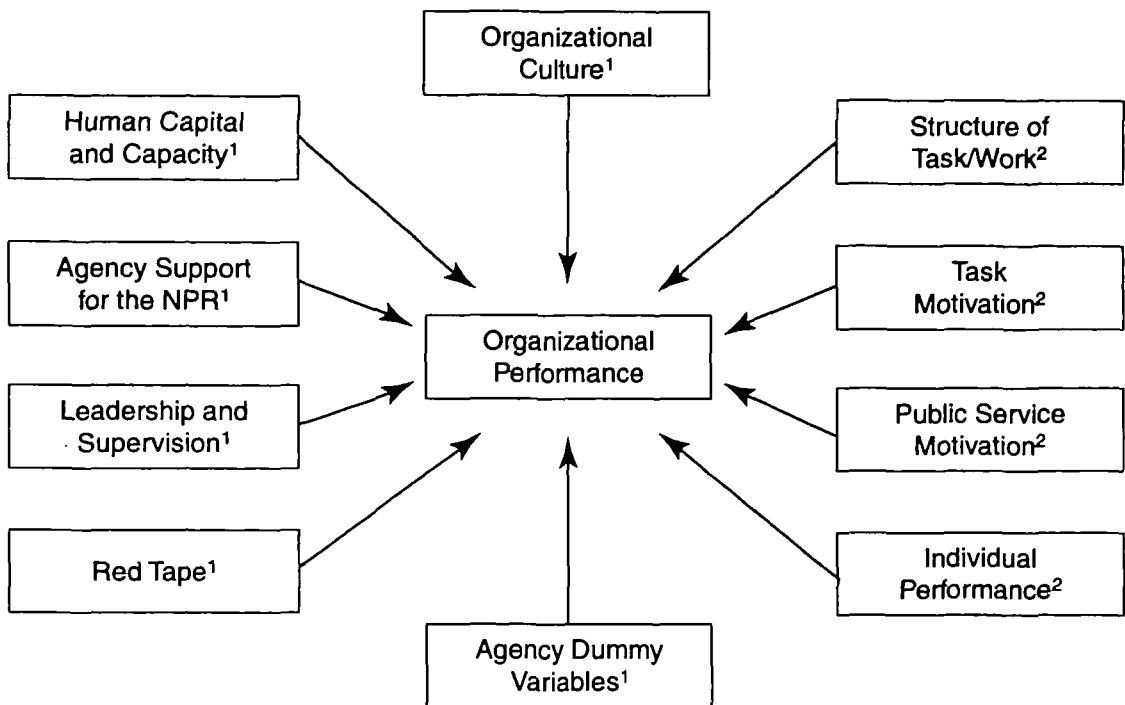 Organizational
Culture¹
Human Capital
and Capacity¹
Structure of
Task/Work²
Agency Support
for the NPR¹
Task
Motivation²
Organizational
Performance
Leadership and
Supervision¹
Public Service
Motivation²
Red Tape¹
Individual
Performance²
Agency Dummy
Variables¹